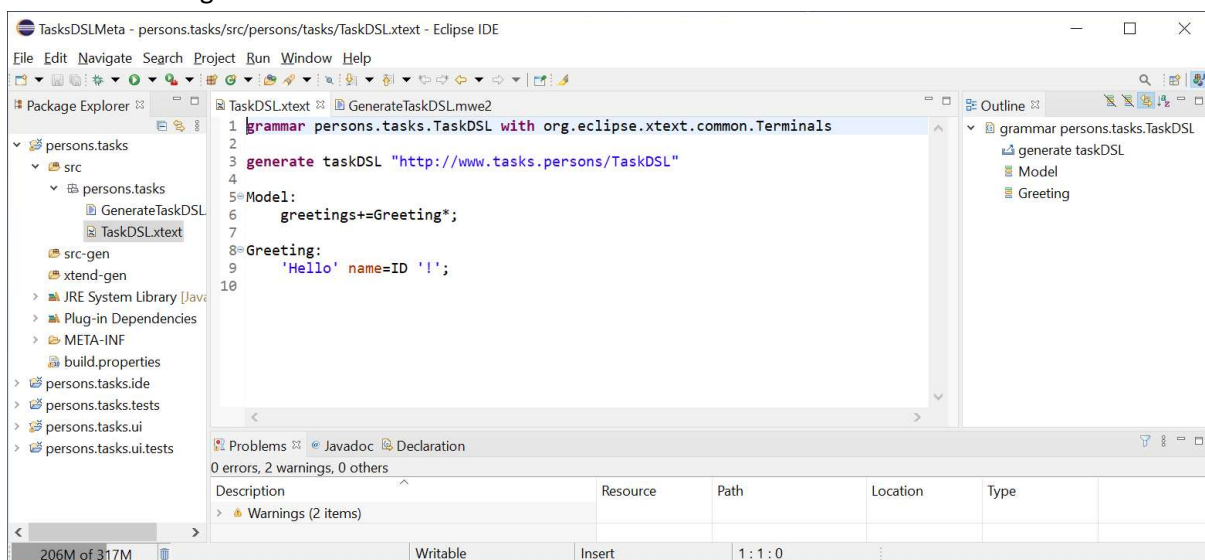 TasksDSLMeta - persons.tasks/src/persons/tasks/TaskDSL.xtext - Eclipse IDE
File Edit Navigate Search Project Run Window Help
Package Explorer
persons.tasks
src
persons.tasks
GenerateTaskDSL.
TaskDSL.xtext
src-gen
xtend-gen
JRE System Library [Java
Plug-in Dependencies
META-INF
build.properties
persons.tasks.ide
persons.tasks.tests
persons.tasks.ui
persons.tasks.ui.tests
TaskDSL.xtext GenerateTaskDSL.mwe2
1 grammar persons.tasks.TaskDSL with org.eclipse.xtext.common.Terminals
2
3 generate taskDSL "http://www.tasks.persons/TaskDSL"
4
5 Model:
6 greetings+=Greeting*;
7
8 Greeting:
9 'Hello' name=ID '!';
10
Outline
grammar persons.tasks.TaskDSL
generate taskDSL
Model
Greeting
Problems Javadoc Declaration
0 errors, 2 warnings, 0 others
Description Resource Path Location Type
Warnings (2 items)
206M of 317M Writable Insert 1 : 1 : 0